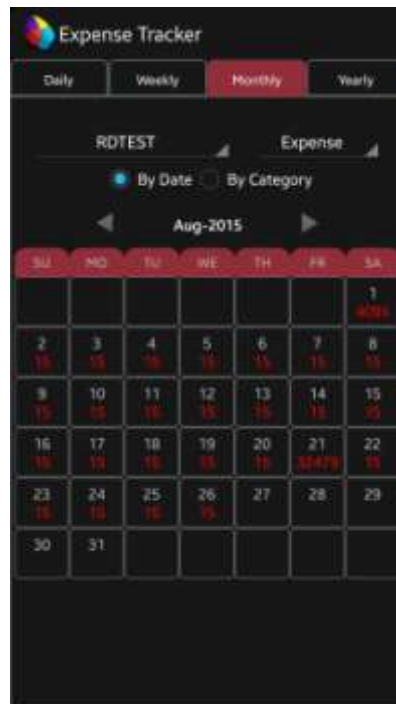 Expense Tracker
Daily Weekly Monthly Yearly
RDTEST Expense
By Date By Category
Aug-2015
SU MO TU WE TH FR SA
1
2 3 4 5 6 7 8
15 15 15 15 15 15 15
9 10 11 12 13 14 15
15 15 15 15 15 15 15
16 17 18 19 20 21 22
15 15 15 15 15 15
23 24 25 26 27 28 29
15 15 15 15
30 31